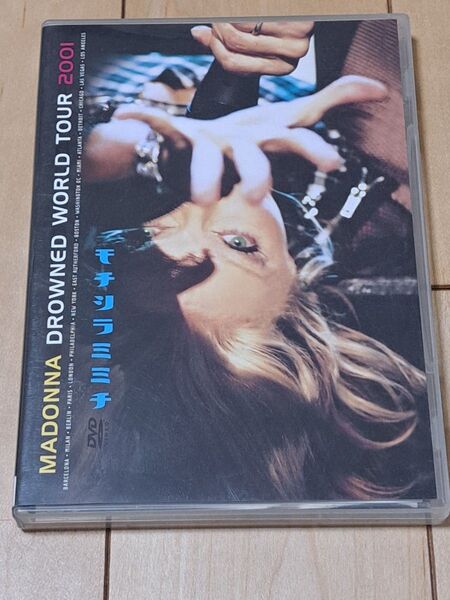 MADONNA DROWNED WORLD TOUR 2001
BARCELONA • MILAN • BERLIN • PARIS • LONDON • PHILADELPHIA • NEW YORK • EAST RUTHERFORD • BOSTON • WASHINGTON DC • MIAMI • ATLANTA • DETROIT • CHICAGO • LAS VEGAS • LOS ANGELES
モチシラミミチ
DVD
VIDEO